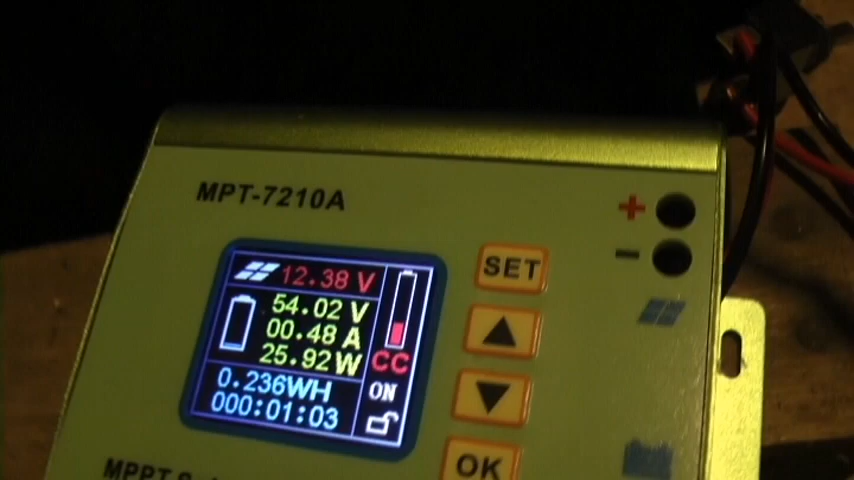 MPT-7210A
+
-
SET
12.38 V
54.02 V
00.48 A
25.92 W
CC
0.236WH
ON
000:01:03
OK
MPPT